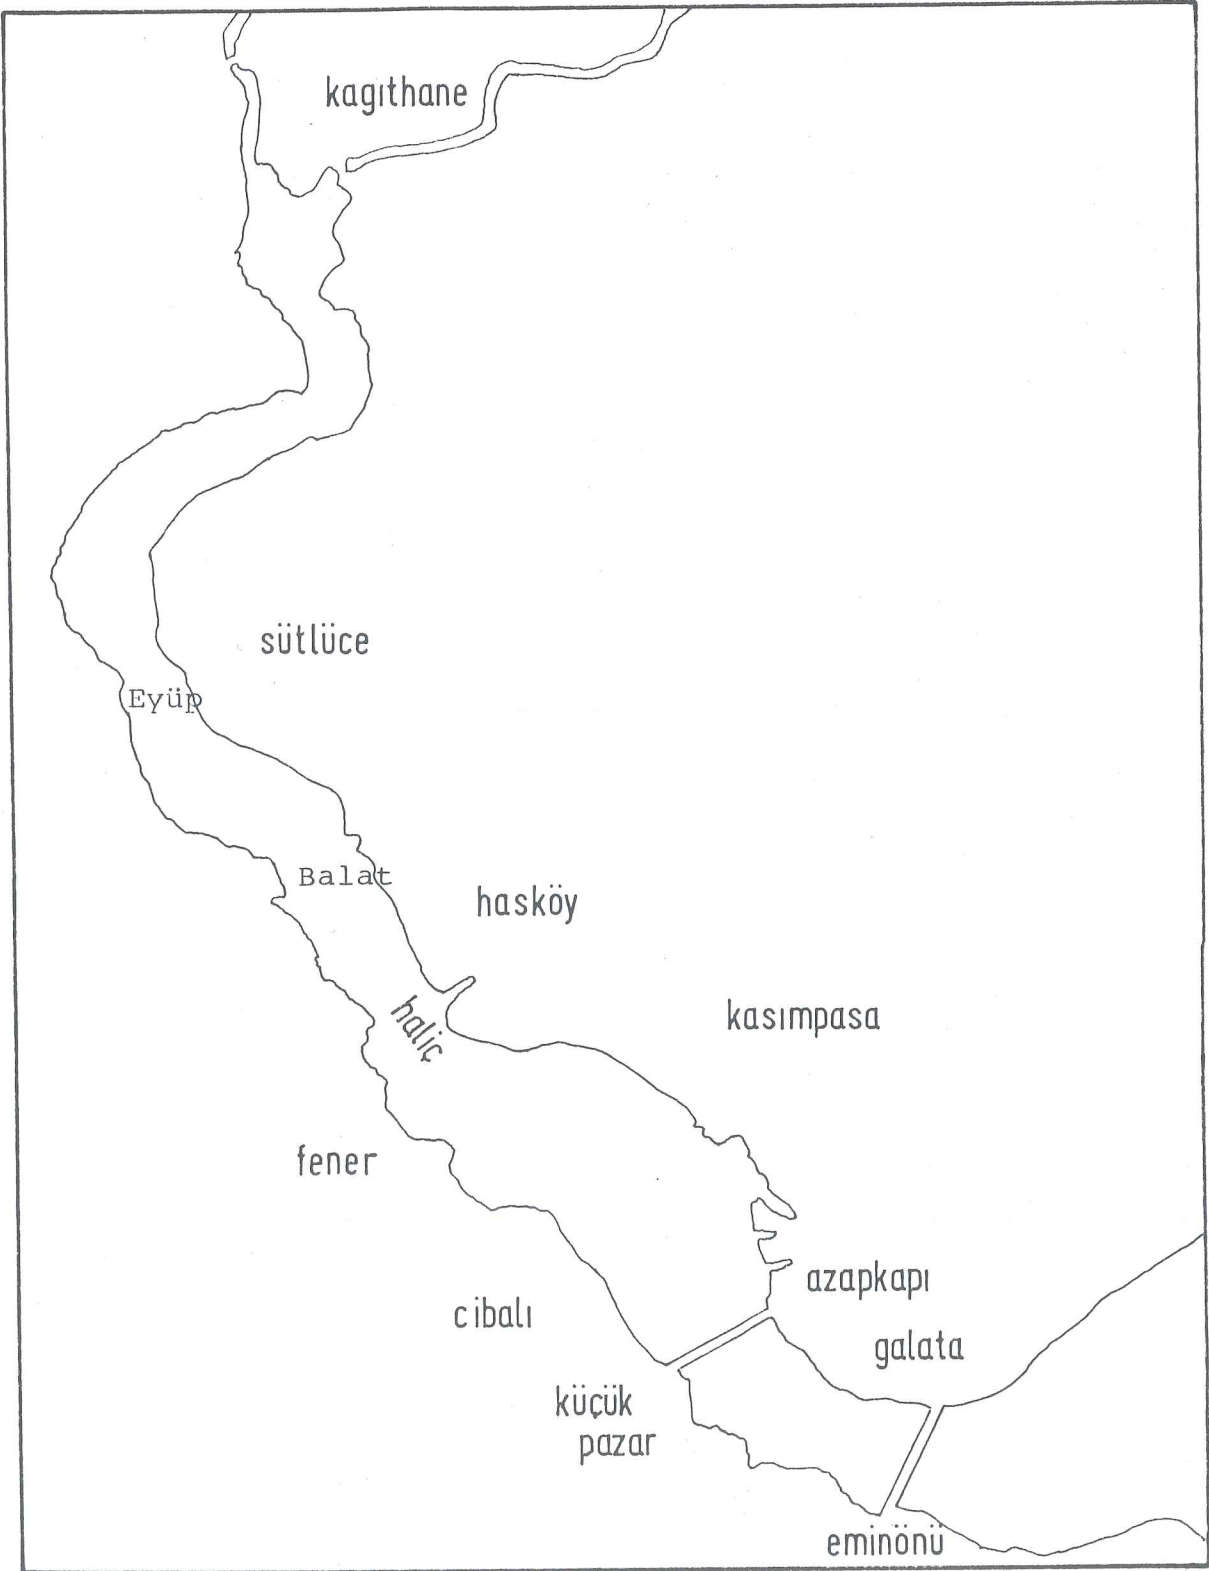 kagıthane
sütlüce
Eyüp
Balat
hasköy
haliç
kasımpasa
fener
azapkapı
cibalı
galata
küçük
pazar
eminönü